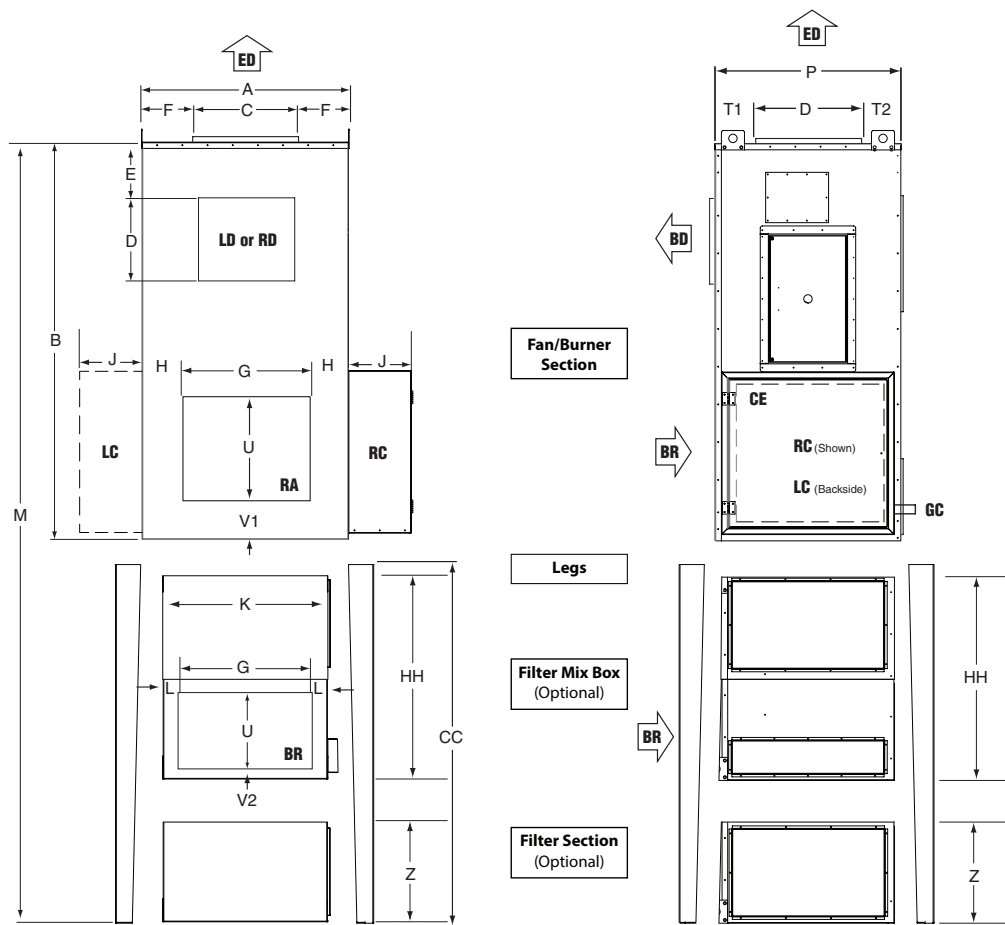 ED
A
F
C
F
E
D
LD or RD
B
M
J
H
G
H
J
LC
U
RC
RA
V1
K
G
L
L
HH
U
CC
BR
V2
Z
Fan/Burner
Section
Legs
Filter Mix Box
(Optional)
Filter Section
(Optional)
ED
P
T1
D
T2
BD
CE
BR
RC (Shown)
LC (Backside)
GC
HH
BR
Z